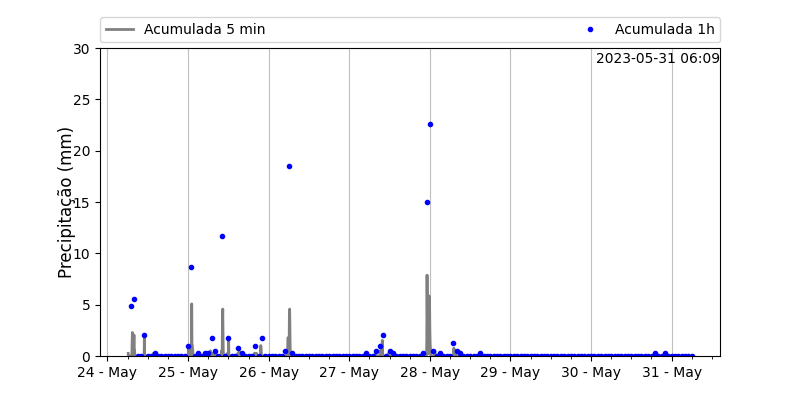 Acumulada 5 min
Acumulada 1h
2023-05-31 06:09
Precipitação (mm)
30
25
20
15
10
5
0
24 - May
25 - May
26 - May
27 - May
28 - May
29 - May
30 - May
31 - May